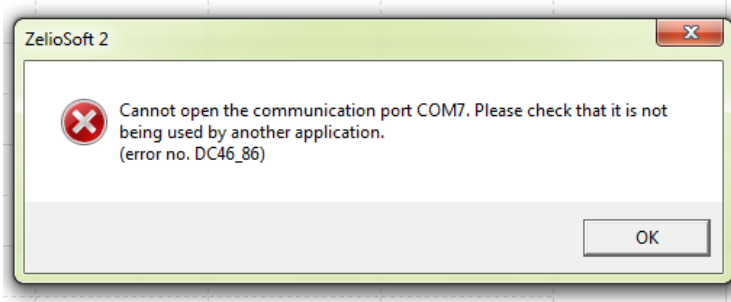 ZelioSoft 2
Cannot open the communication port COM7. Please check that it is not
being used by another application.
(error no. DC46_86)
OK